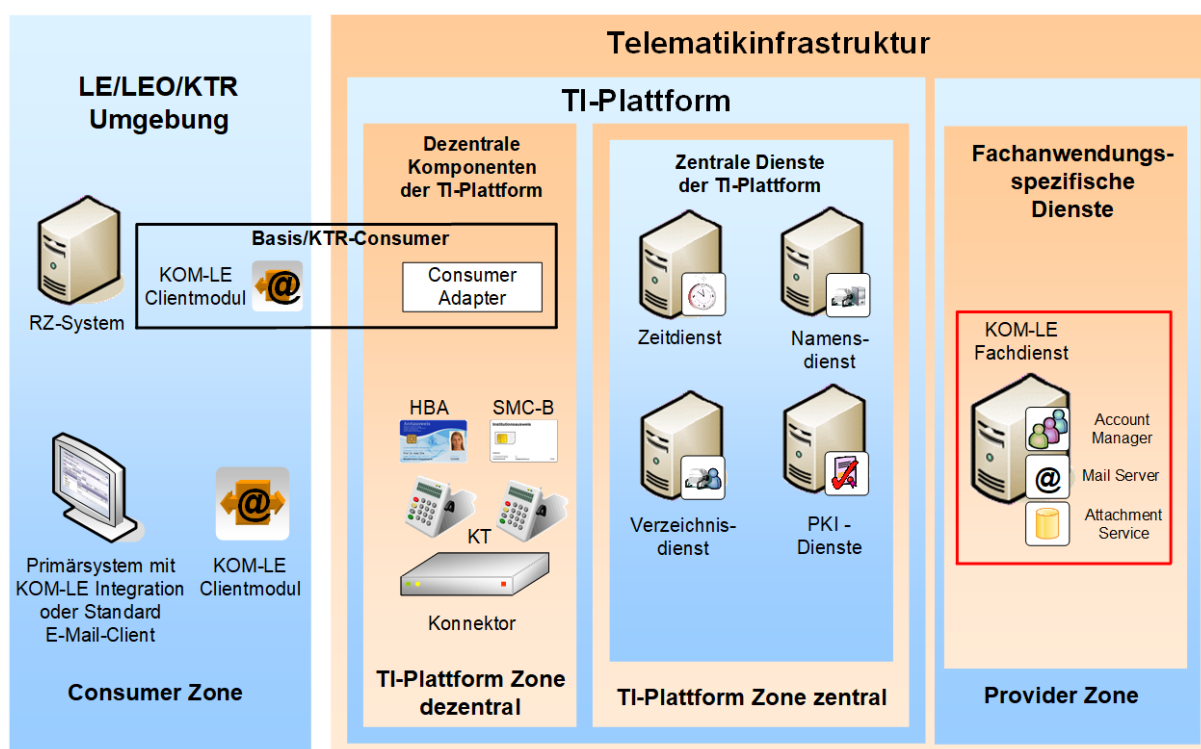 Telematikinfrastruktur
LE/LEO/KTR
Umgebung
RZ-System
Basis/KTR-Consumer
KOM-LE
Clientmodul
Consumer
Adapter
Primärsystem mit
KOM-LE Integration
oder Standard
E-Mail-Client
KOM-LE
Clientmodul
Consumer Zone
TI-Plattform
Dezentrale
Komponenten
der TI-Plattform
HBA
SMC-B
KT
Konnektor
TI-Plattform Zone
dezentral
Zentrale Dienste
der TI-Plattform
Zeitdienst
Namens-
dienst
Verzeichnis-
dienst
PKI -
Dienste
TI-Plattform Zone zentral
Fachanwendungs-
spezifische
Dienste
KOM-LE
Fachdienst
Account
Manager
Mail Server
Attachment
Service
Provider Zone